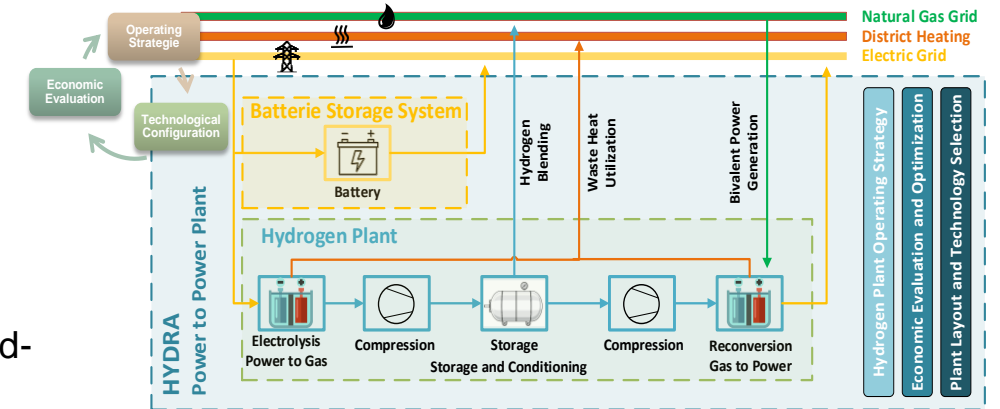 Operating
Strategie
Economic
Evaluation
Technological
Configuration
Natural Gas Grid
District Heating
Electric Grid
Batterie Storage System
Battery
Hydrogen
Blending
Waste Heat
Utilization
Bivalent Power
Generation
Hydrogen Plant
Electrolysis
Power to Gas
Compression
Storage
Storage and Conditioning
Compression
Reconversion
Gas to Power
HYDRA
Power to Power Plant
Hydrogen Plant Operating Strategy
Economic Evaluation and Optimization
Plant Layout and Technology Selection
d-